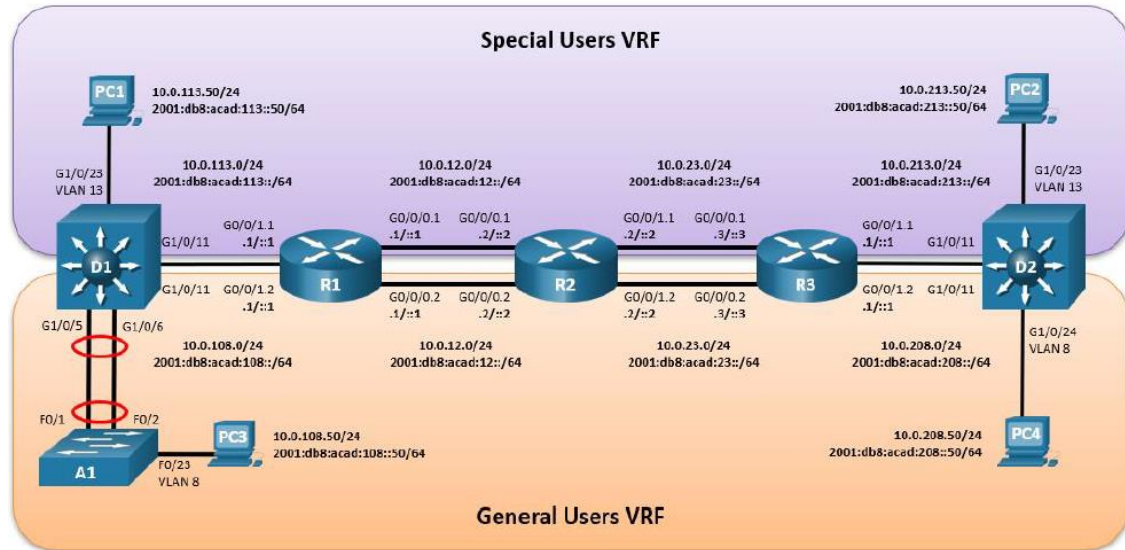 Special Users VRF
PC1
10.0.113.50/24
2001:db8:acad:113::50/64
10.0.213.50/24
2001:db8:acad:213::50/64
PC2
G1/0/23
VLAN 13
10.0.113.0/24
2001:db8:acad:113::/64
10.0.12.0/24
2001:db8:acad:12::/64
10.0.23.0/24
2001:db8:acad:23::/64
10.0.213.0/24
2001:db8:acad:213::/64
G1/0/23
VLAN 13
D1
G1/0/11
G0/0/1.1
.1/::1
R1
G0/0/0.1
.1/::1
G0/0/0.1
.2/::2
R2
G0/0/1.1
.2/::2
G0/0/0.1
.3/::3
R3
G0/0/1.1
.1/::1
G1/0/11
D2
G1/0/11
G0/0/1.2
.1/::1
G0/0/0.2
.1/::1
G0/0/0.2
.2/::2
G0/0/1.2
.2/::2
G0/0/0.2
.3/::3
G0/0/1.2
.1/::1
G1/0/11
G1/0/5
G1/0/6
10.0.108.0/24
2001:db8:acad:108::/64
10.0.12.0/24
2001:db8:acad:12::/64
10.0.23.0/24
2001:db8:acad:23::/64
10.0.208.0/24
2001:db8:acad:208::/64
G1/0/24
VLAN 8
F0/1
F0/2
A1
F0/23
VLAN 8
PC3
10.0.108.50/24
2001:db8:acad:108::50/64
10.0.208.50/24
2001:db8:acad:208::50/64
PC4
General Users VRF